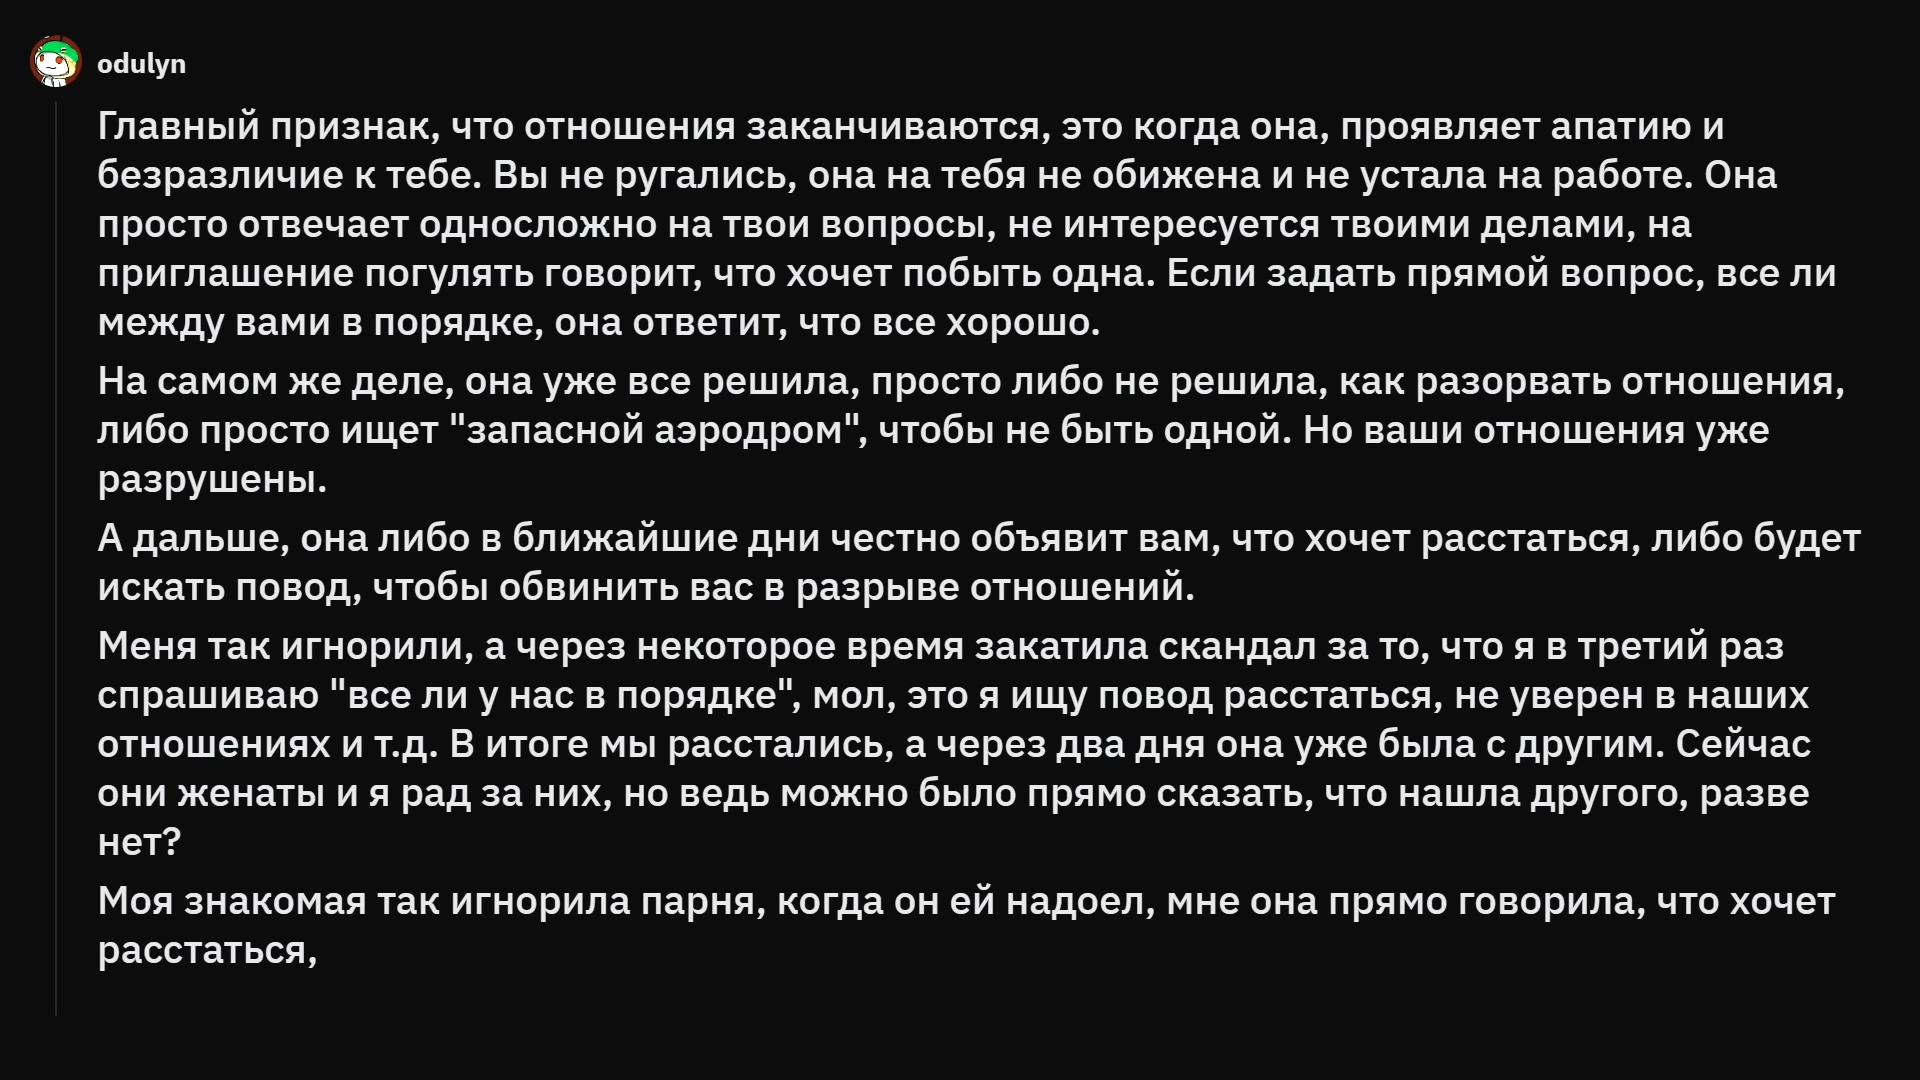 odulyn
Главный признак, что отношения заканчиваются, это когда она, проявляет апатию и
безразличие к тебе. Вы не ругались, она на тебя не обижена и не устала на работе. Она
просто отвечает односложно на твои вопросы, не интересуется твоими делами, на
приглашение погулять говорит, что хочет побыть одна. Если задать прямой вопрос, все ли
между вами в порядке, она ответит, что все хорошо.
На самом же деле, она уже все решила, просто либо не решила, как разорвать отношения,
либо просто ищет "запасной аэродром", чтобы не быть одной. Но ваши отношения уже
разрушены.
А дальше, она либо в ближайшие дни честно объявит вам, что хочет расстаться, либо будет
искать повод, чтобы обвинить вас в разрыве отношений.
Меня так игнорили, а через некоторое время закатила скандал за то, что я в третий раз
спрашиваю "все ли у нас в порядке", мол, это я ищу повод расстаться, не уверен в наших
отношениях и т.д. В итоге мы расстались, а через два дня она уже была с другим. Сейчас
они женаты и я рад за них, но ведь можно было прямо сказать, что нашла другого, разве
нет?
Моя знакомая так игнорила парня, когда он ей надоел, мне она прямо говорила, что хочет
расстаться,